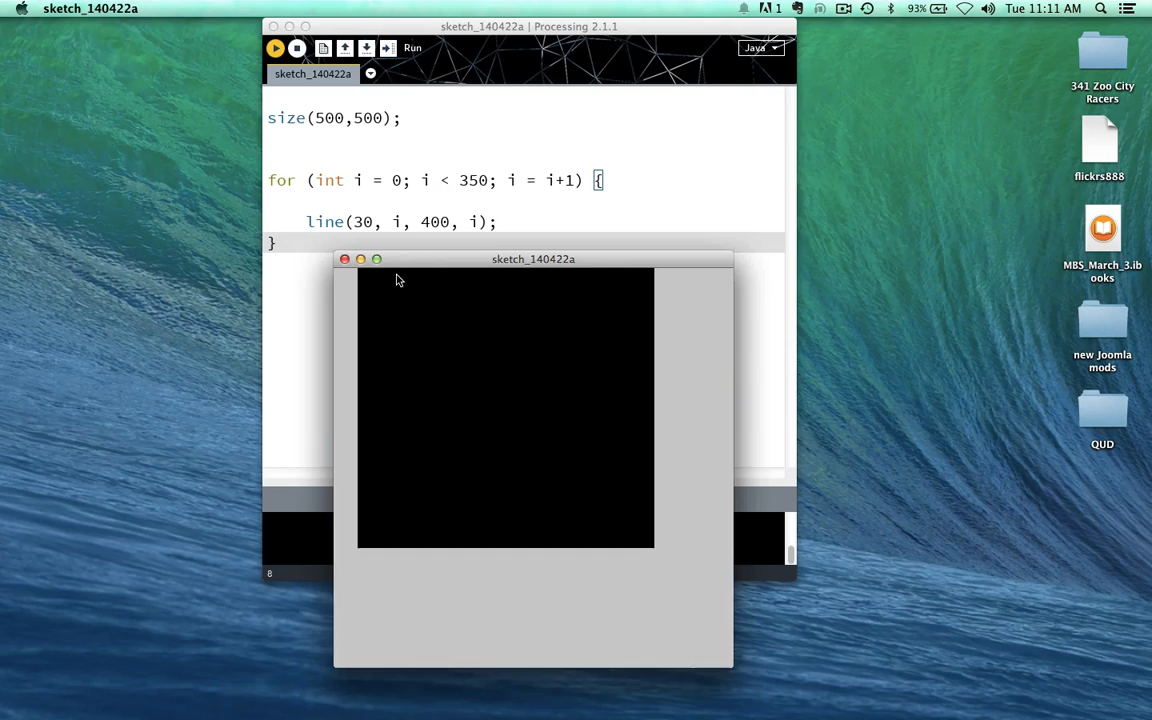 sketch_140422a
1
93%
Tue 11:11 AM
sketch_140422a | Processing 2.1.1
Run
Java
sketch_140422a
size(500,500);
for (int i = 0; i < 350; i = i+1) {
line(30, i, 400, i);
}
sketch_140422a
8
341 Zoo City
Racers
flickrs888
MBS_March_3.ib
ooks
new Joomla
mods
QUD